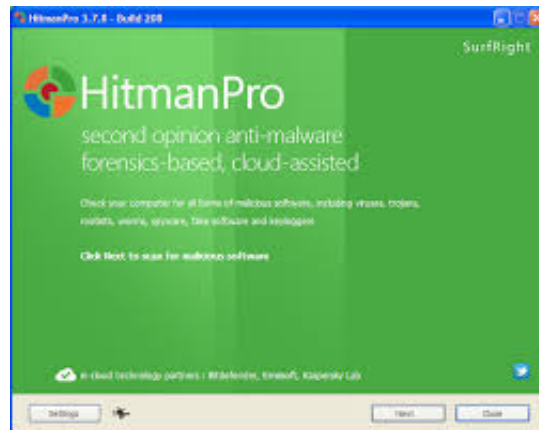 HitmanPro 3.7.8 - Build 208
SurfRight
HitmanPro
second opinion anti-malware
forensics-based, cloud-assisted
Check your computer for all forms of malicious software, including viruses, trojans,
rootkits, worms, spyware, fake software and keyloggers
Click Next to scan for malicious software
in-cloud technology partners : Bitdefender, Emsisoft, Kaspersky Lab
Settings
Next
Close